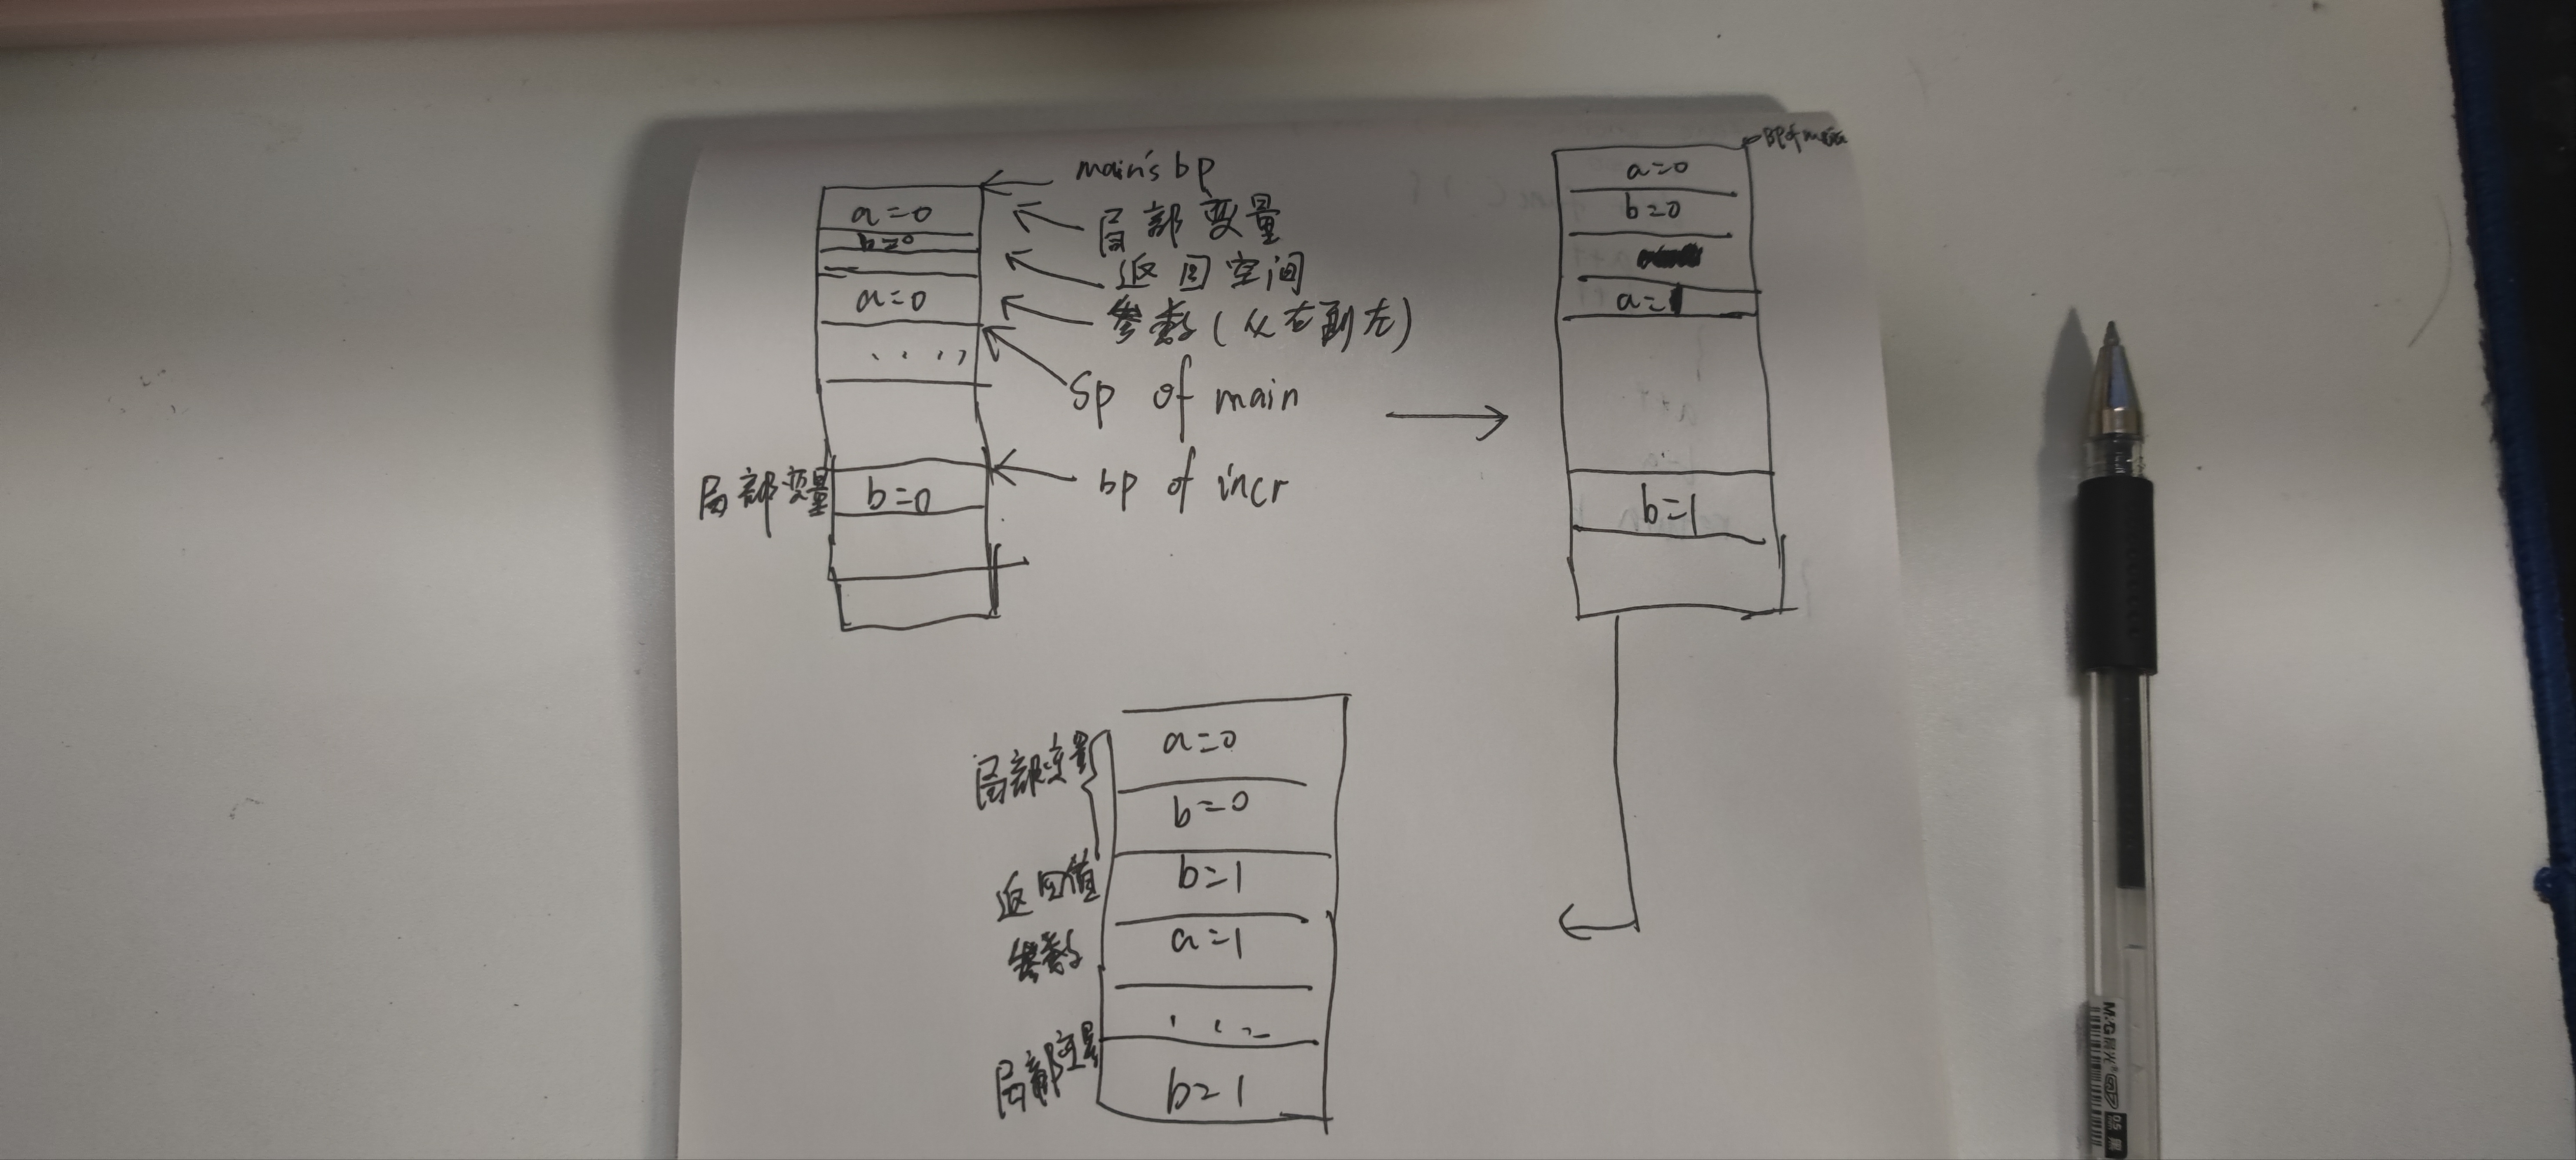 main's bp
a=0
局部变量
b=0
返回空间
a=0
参数(从右到左)
....
Sp of main
bp of incr
局部变量
b=0
BP of main
a=0
b=0
a=1
b=1
局部变量
a=0
b=0
返回值
b=1
参数
a=1
...
局部变量
b=1
M&G晨光
0.5
黑